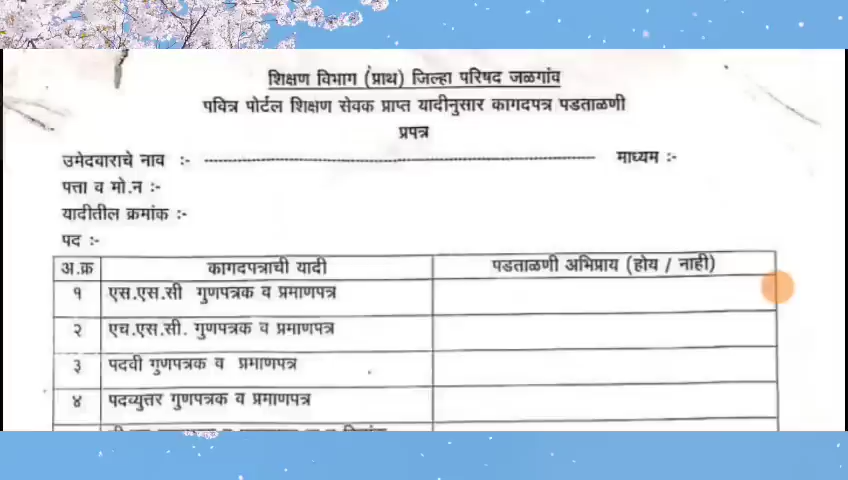 शिक्षण विभाग (प्राथ) जिल्हा परिषद जळगांव
पवित्र पोर्टल शिक्षण सेवक प्राप्त यादीनुसार कागदपत्र पडताळणी
प्रपत्र
उमेदवाराचे नाव :- ---------- माध्यम :-
पत्ता व मो.न :-
यादीतील क्रमांक :-
पद :-
अ.क्र कागदपत्राची यादी पडताळणी अभिप्राय (होय / नाही)
१ एस.एस.सी गुणपत्रक व प्रमाणपत्र
२ एच.एस.सी. गुणपत्रक व प्रमाणपत्र
३ पदवी गुणपत्रक व प्रमाणपत्र
४ पदव्युत्तर गुणपत्रक व प्रमाणपत्र